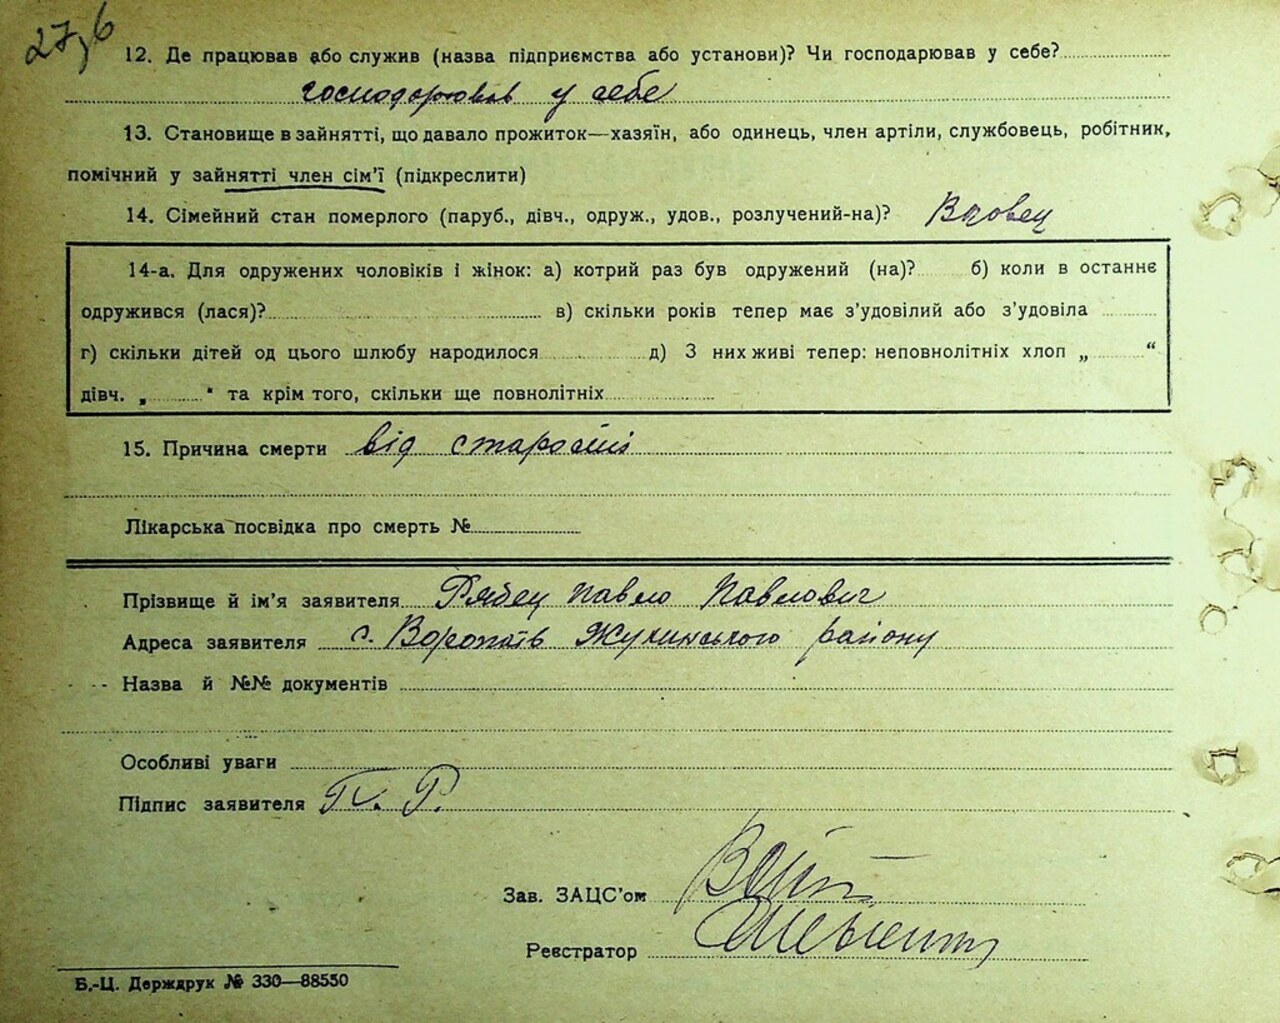 27,6
12. Де працював або служив (назва підприємства або установи)? Чи господарював у себе?
господарював у себе
13. Становище в зайнятті, що давало прожиток—хазяїн, або одинець, член артілі, службовець, робітник,
помічний у зайнятті член сім’ї (підкреслити)
14. Сімейний стан померлого (паруб., дівч., одруж., удов., розлучений-на)? Вдовец
14-а. Для одружених чоловіків і жінок: а) котрий раз був одружений (на)? б) коли в останнє
одружився (лася)? в) скільки років тепер має з’удовілий або з’удовіла
г) скільки дітей од цього шлюбу народилося д) З них живі тепер: неповнолітніх хлоп „ “
дівч. „ “ та крім того, скільки ще повнолітніх
15. Причина смерти від старости
Лікарська посвідка про смерть №
Прізвище й ім’я заявителя Рябец Павло Павлович
Адреса заявителя с. Воропаїв Жукинського району
Назва й №№ документів
Особливі уваги
Підпис заявителя П. Р.
Зав. ЗАЦС’ом
Реєстратор
Б.-Ц. Держдрук № 330—88550